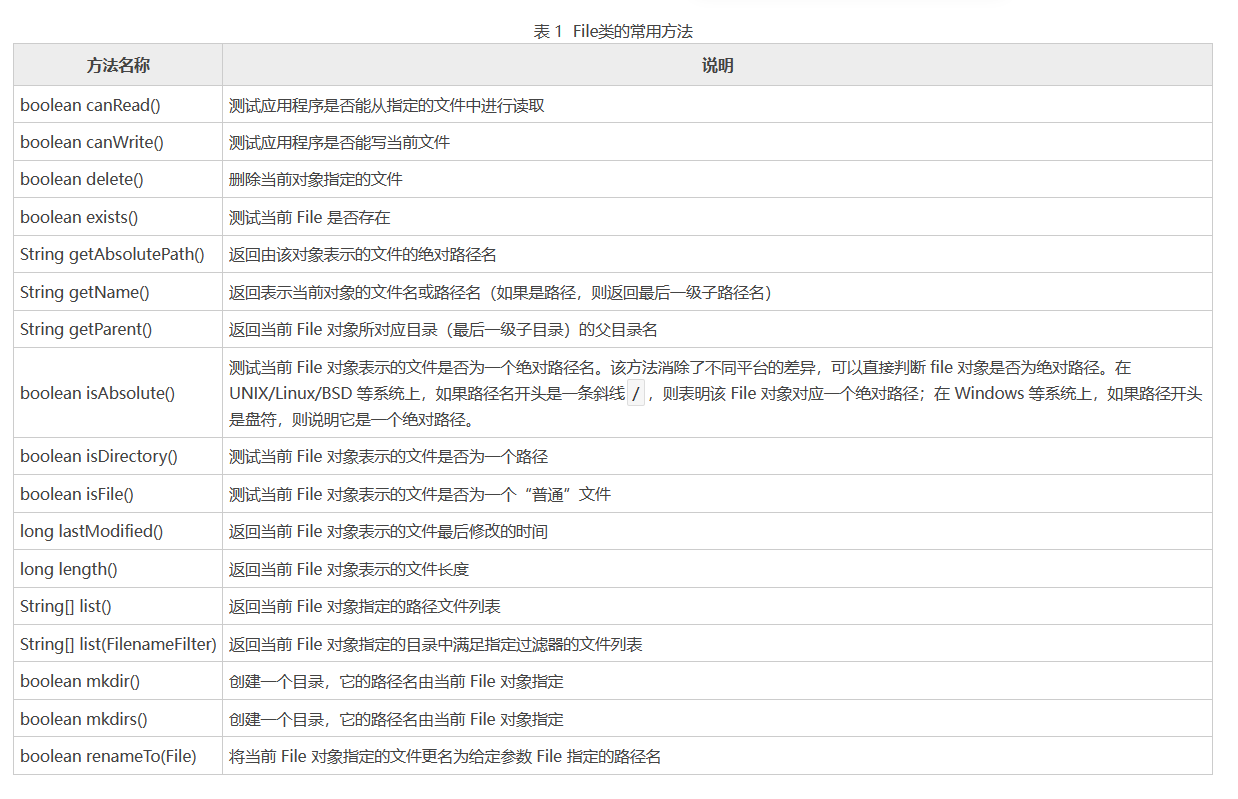 表 1 File类的常用方法
方法名称 说明
boolean canRead() 测试应用程序是否能从指定的文件中进行读取
boolean canWrite() 测试应用程序是否能写当前文件
boolean delete() 删除当前对象指定的文件
boolean exists() 测试当前 File 是否存在
String getAbsolutePath() 返回由该对象表示的文件的绝对路径名
String getName() 返回表示当前对象的文件名或路径名（如果是路径，则返回最后一级子路径名）
String getParent() 返回当前 File 对象所对应目录（最后一级子目录）的父目录名
boolean isAbsolute() 测试当前 File 对象表示的文件是否为一个绝对路径名。该方法消除了不同平台的差异，可以直接判断 file 对象是否为绝对路径。在
UNIX/Linux/BSD 等系统上，如果路径名开头是一条斜线/，则表明该 File 对象对应一个绝对路径；在 Windows 等系统上，如果路径开头
是盘符，则说明它是一个绝对路径。
boolean isDirectory() 测试当前 File 对象表示的文件是否为一个路径
boolean isFile() 测试当前 File 对象表示的文件是否为一个“普通”文件
long lastModified() 返回当前 File 对象表示的文件最后修改的时间
long length() 返回当前 File 对象表示的文件长度
String[] list() 返回当前 File 对象指定的路径文件列表
String[] list(FilenameFilter) 返回当前 File 对象指定的目录中满足指定过滤器的文件列表
boolean mkdir() 创建一个目录，它的路径名由当前 File 对象指定
boolean mkdirs() 创建一个目录，它的路径名由当前 File 对象指定
boolean renameTo(File) 将当前 File 对象指定的文件更名为给定参数 File 指定的路径名